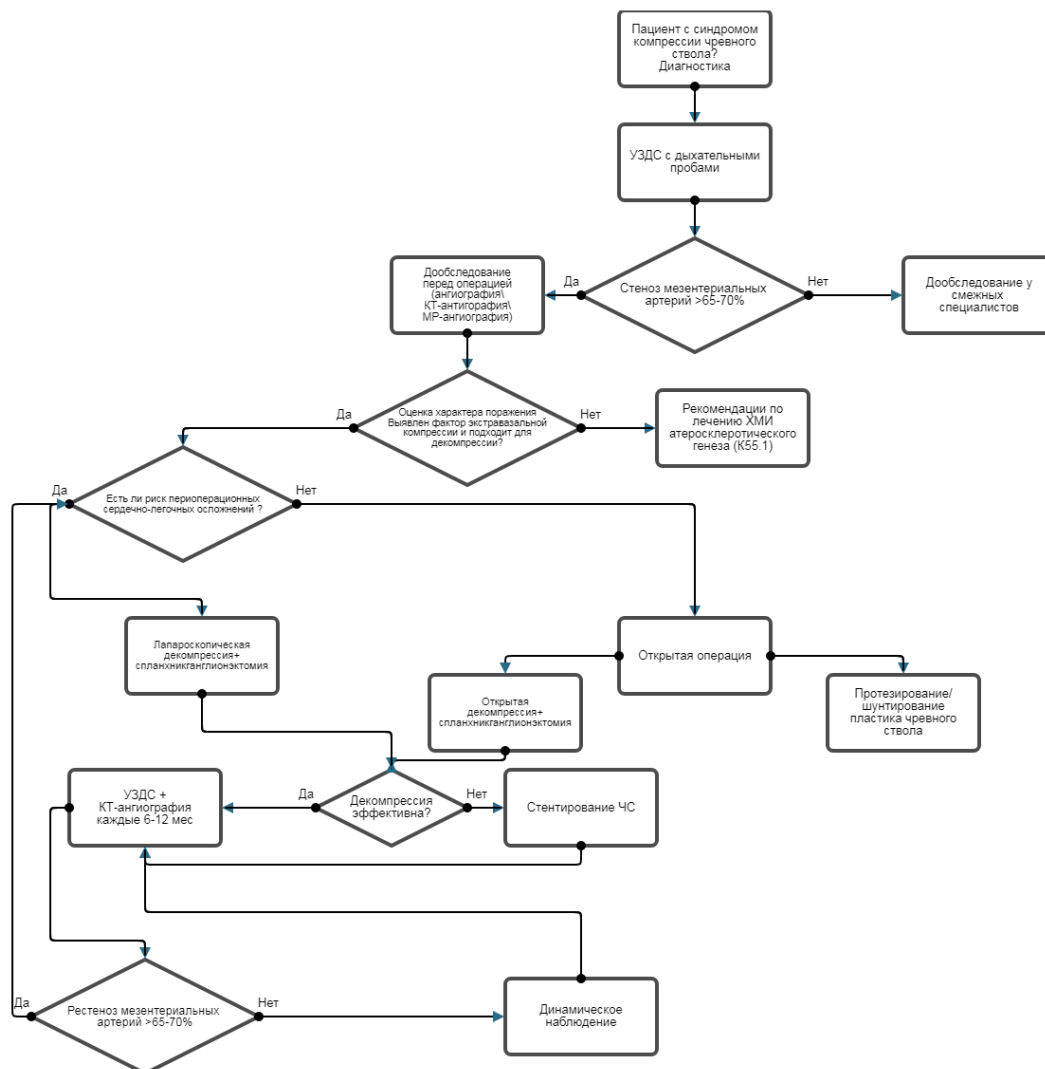 Пациент с синдромом
компрессии чревного
ствола?
Диагностика
УЗДС с дыхательными
пробами
Стеноз мезентериальных
артерий >65-70%
Да
Нет
Дообследование
перед операцией
(ангиография\
КТ-антигорафия\
МР-ангиография)
Дообследование у
смежных
специалистов
Оценка характера поражения
Выявлен фактор экстравазальной
компрессии и подходит для
декомпрессии?
Да
Нет
Рекомендации по
лечению ХМИ
атеросклеротического
генеза (К55.1)
Есть ли риск периоперационных
сердечно-легочных осложнений ?
Да
Нет
Лапароскопическая
декомпрессия+
спланхникганглионэктомия
Открытая операция
Открытая
декомпрессия+
спланхникганглионэктомия
Протезирование/
шунтирование
пластика чревного
ствола
Декомпрессия
эффективна?
Да
Нет
УЗДС +
КТ-ангиография
каждые 6-12 мес
Стентирование ЧС
Рестеноз мезентериальных
артерий >65-70%
Да
Нет
Динамическое
наблюдение